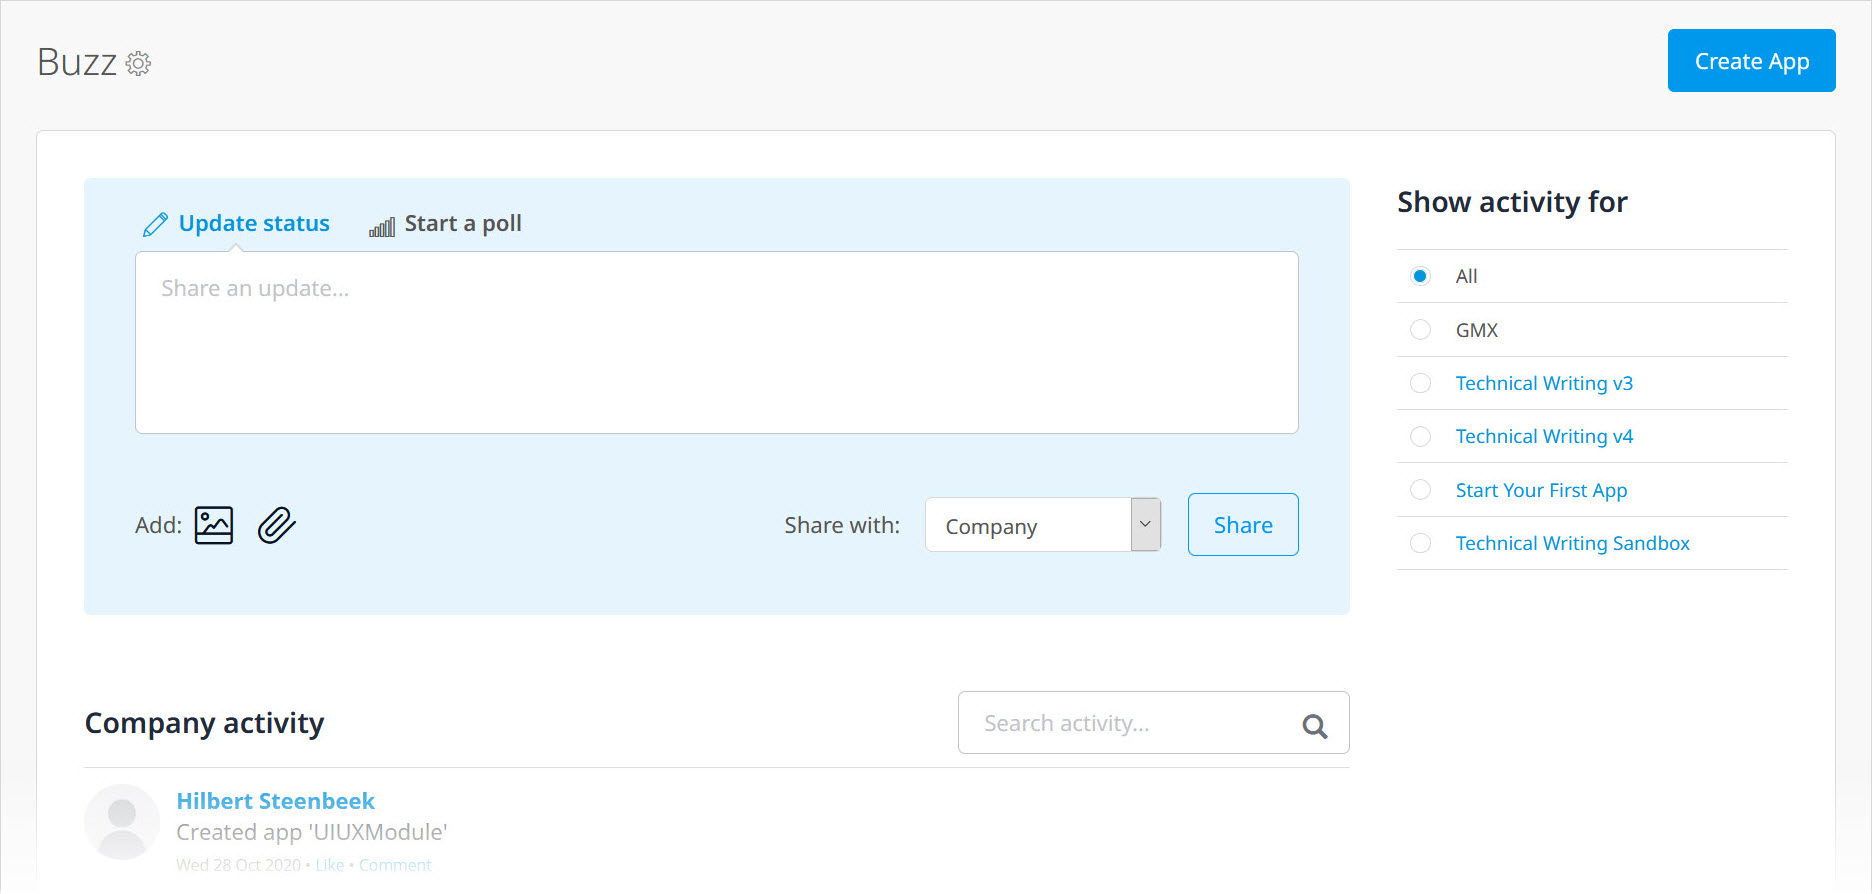 Buzz
Create App
Update status
Start a poll
Share an update...
Add:
Share with:
Company
Share
Show activity for
All
GMX
Technical Writing v3
Technical Writing v4
Start Your First App
Technical Writing Sandbox
Company activity
Search activity...
Hilbert Steenbeek
Created app 'UIUXModule'
Wed 28 Oct 2020 • Like • Comment